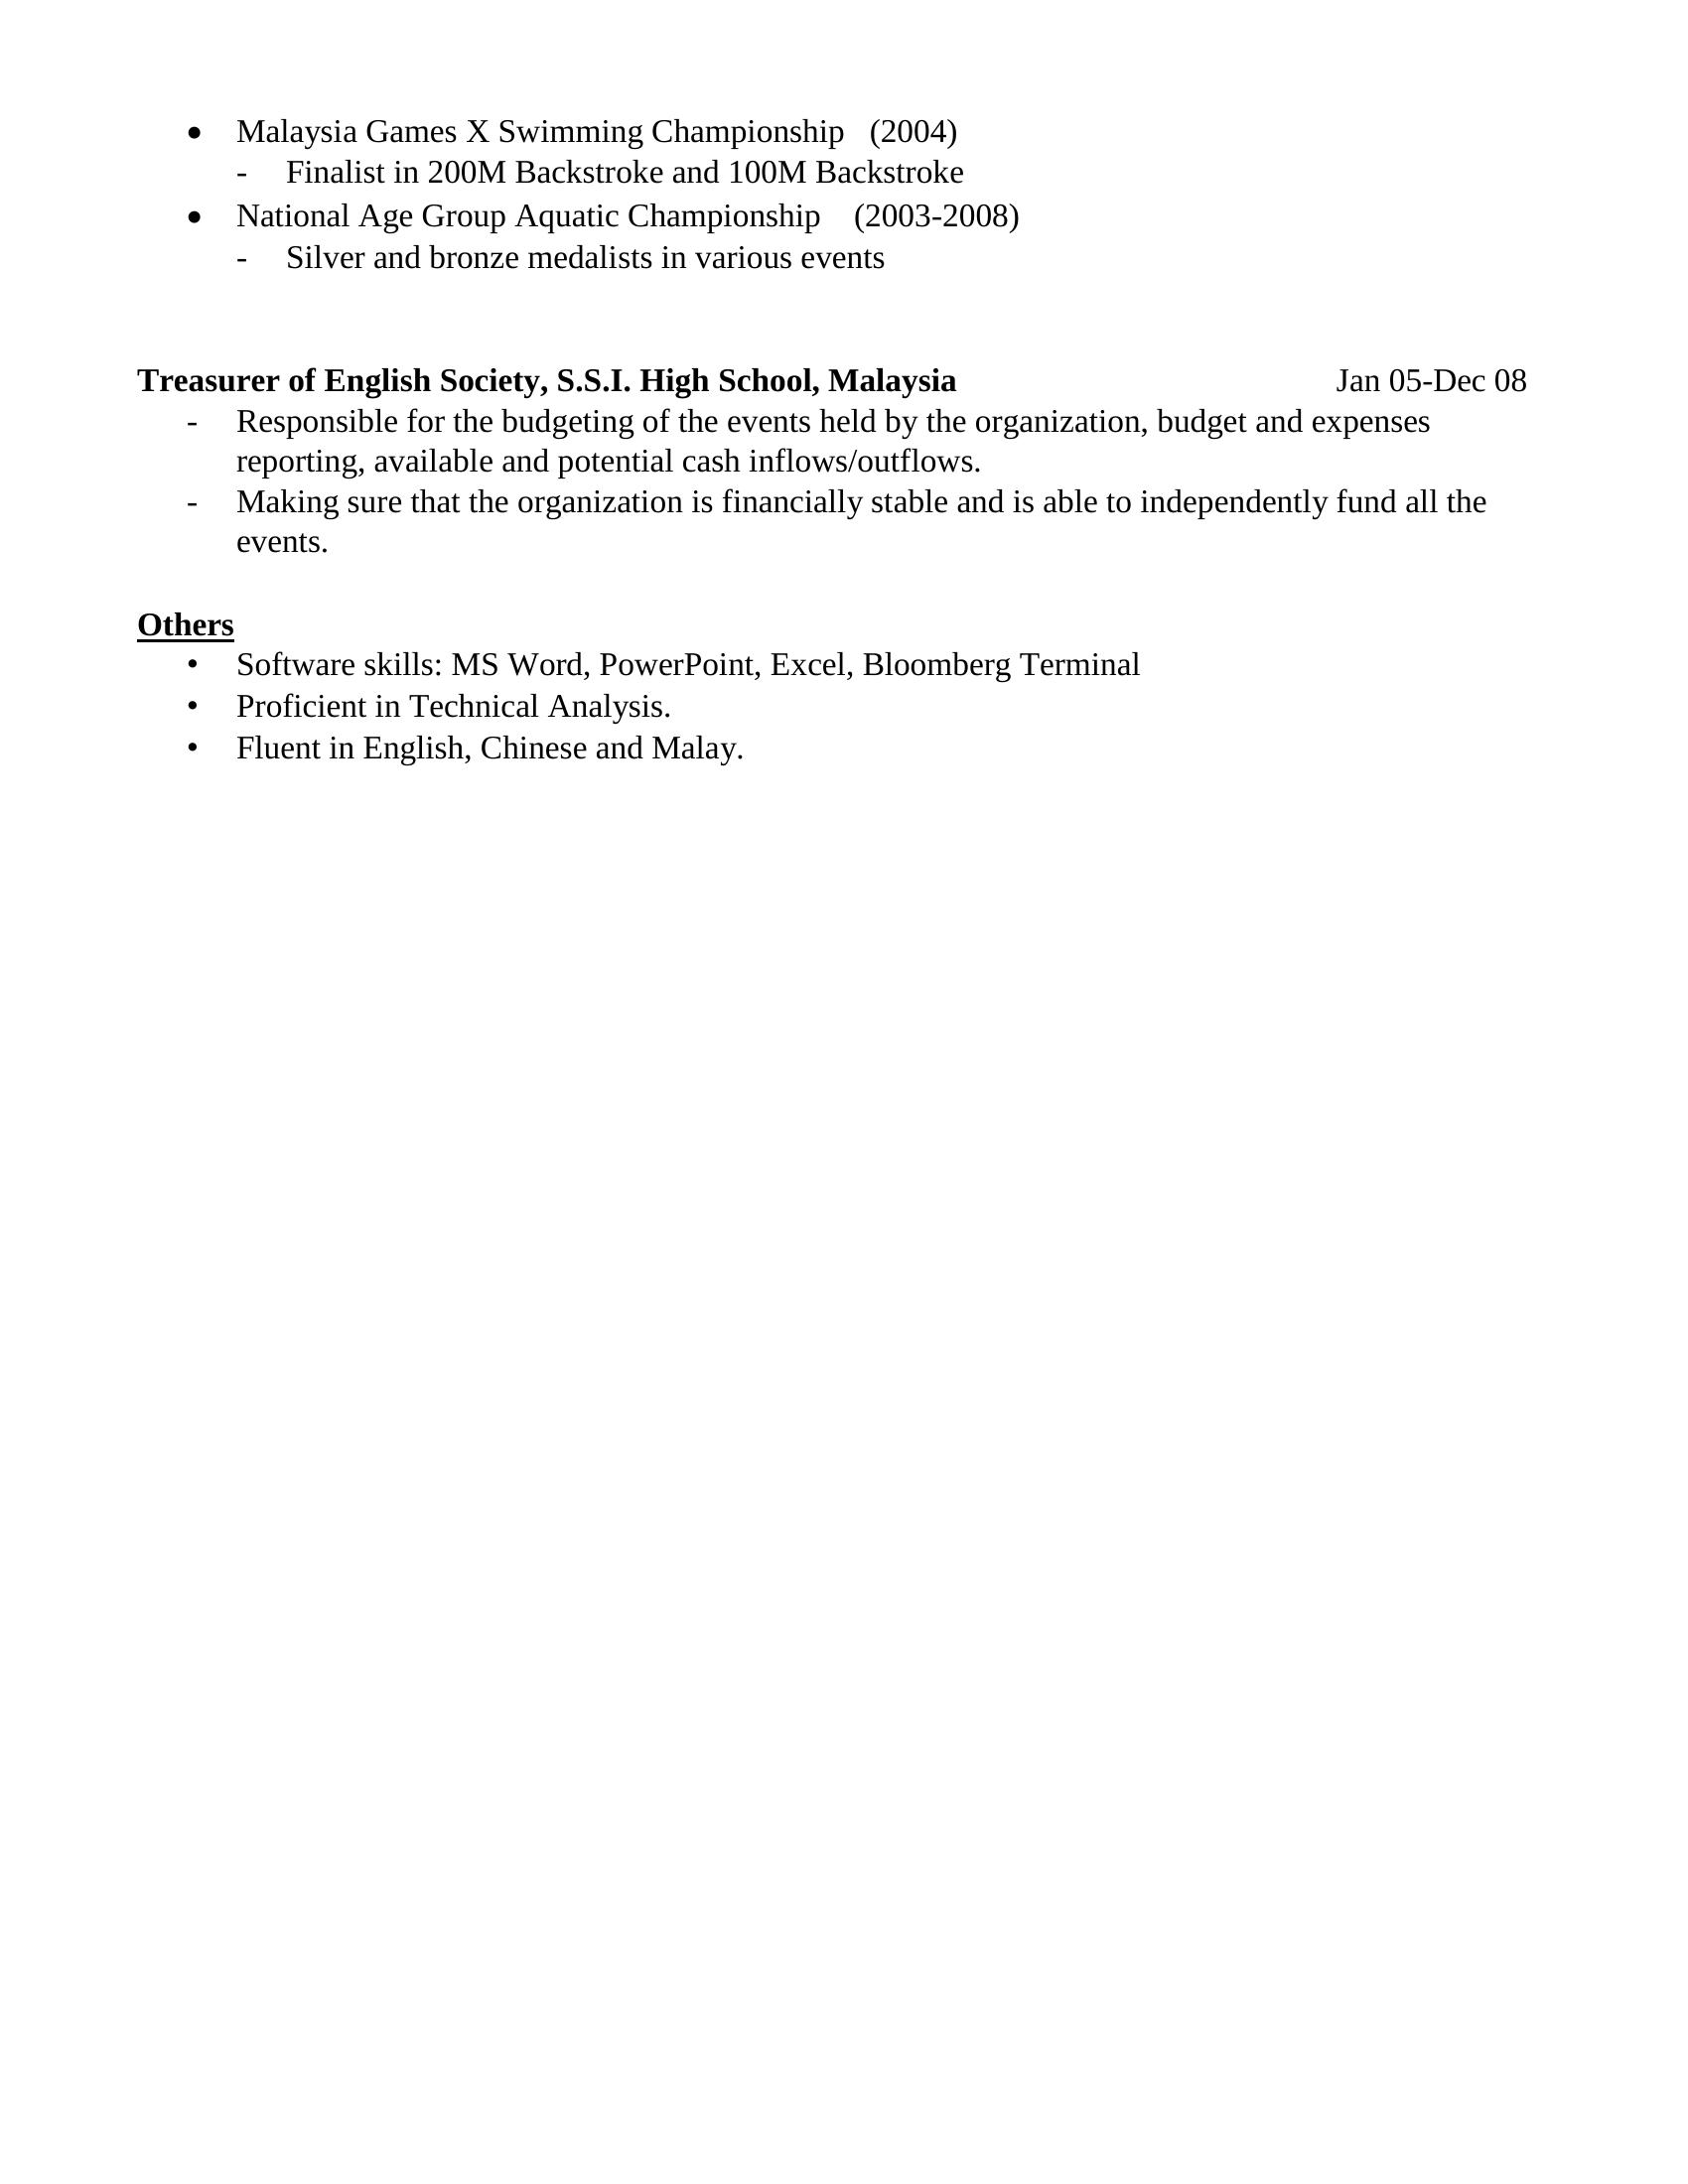 • Malaysia Games X Swimming Championship (2004)
- Finalist in 200M Backstroke and 100M Backstroke
• National Age Group Aquatic Championship (2003-2008)
- Silver and bronze medalists in various events
Treasurer of English Society, S.S.I. High School, Malaysia Jan 05-Dec 08
- Responsible for the budgeting of the events held by the organization, budget and expenses
reporting, available and potential cash inflows/outflows.
- Making sure that the organization is financially stable and is able to independently fund all the
events.
Others
• Software skills: MS Word, PowerPoint, Excel, Bloomberg Terminal
• Proficient in Technical Analysis.
• Fluent in English, Chinese and Malay.